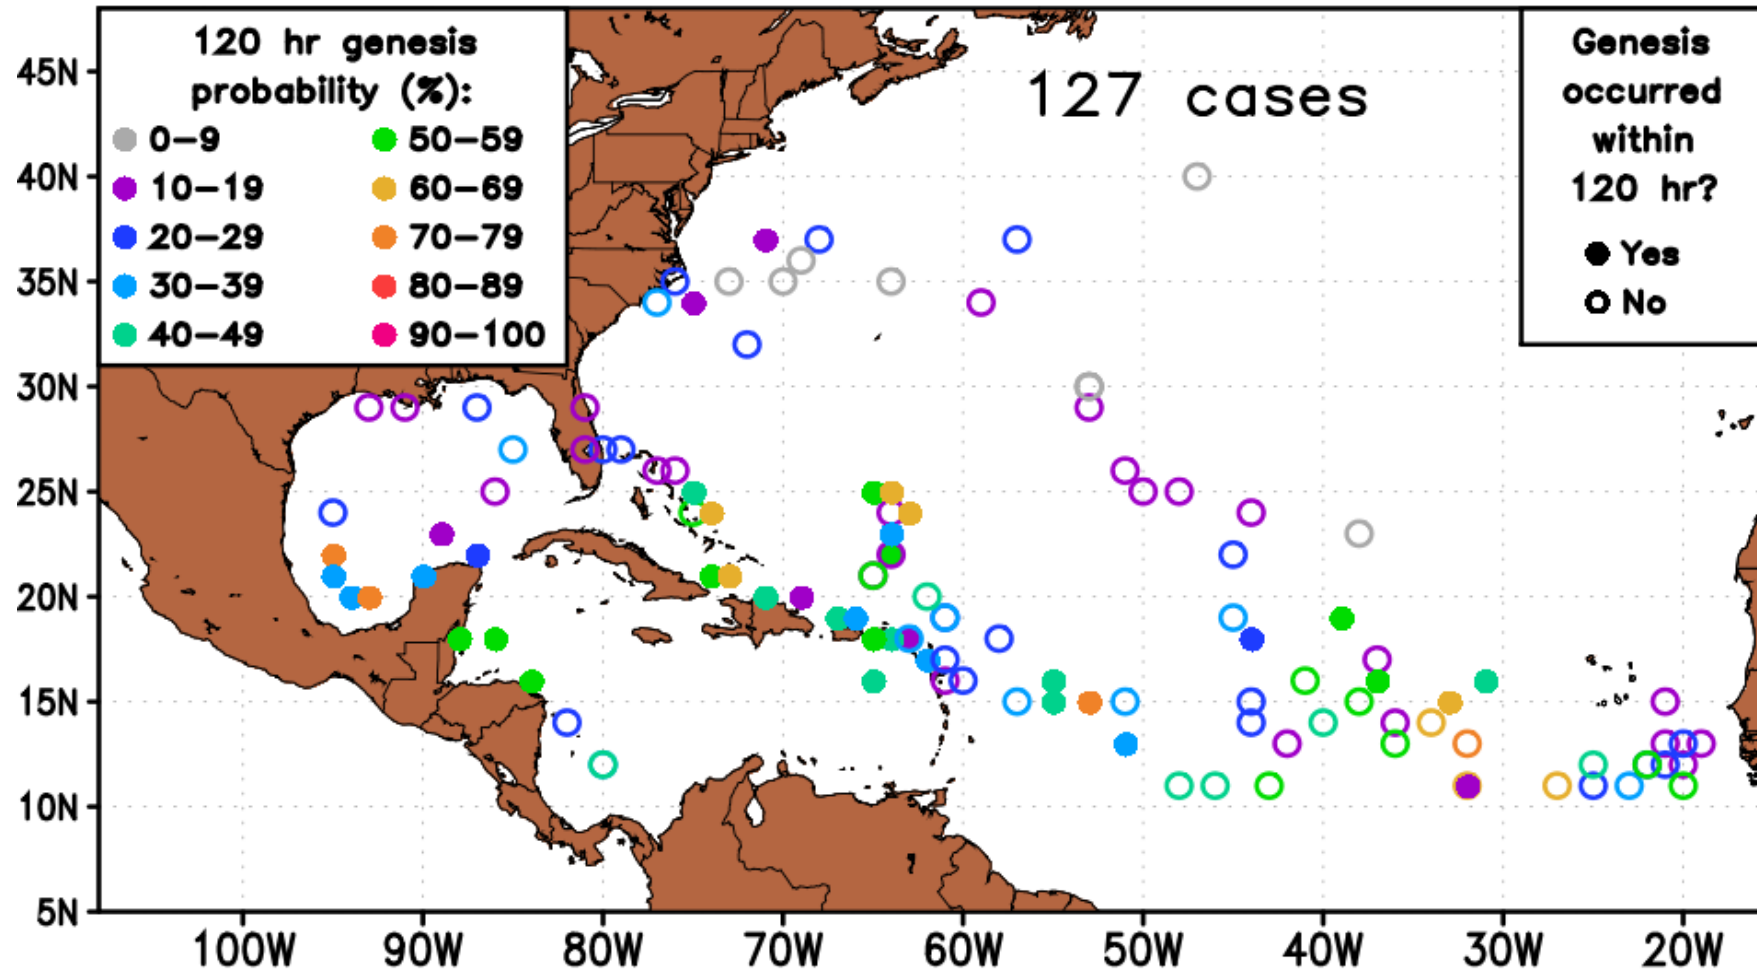 120 hr genesis
probability (%):
0-9
10-19
20-29
30-39
40-49
50-59
60-69
70-79
80-89
90-100
127 cases
Genesis
occurred
within
120 hr?
Yes
No
45N
40N
35N
30N
25N
20N
15N
10N
5N
100W 90W 80W 70W 60W 50W 40W 30W 20W